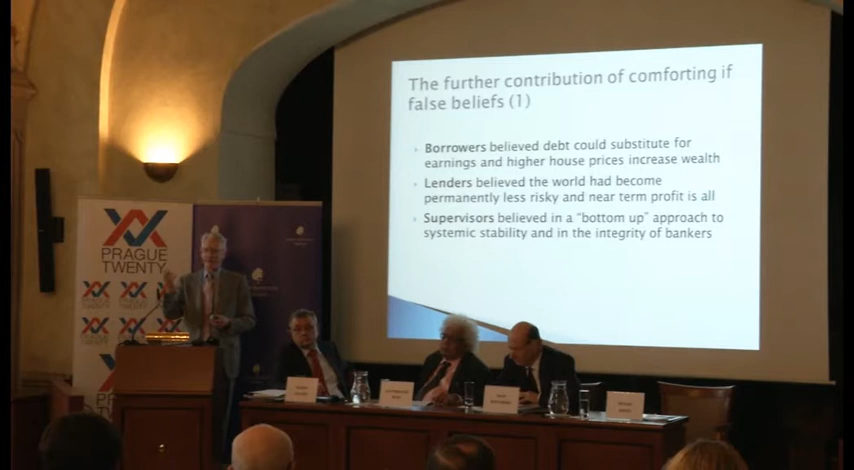 The further contribution of comforting if
false beliefs (1)
Borrowers believed debt could substitute for
earnings and higher house prices increase wealth
Lenders believed the world had become
permanently less risky and near term profit is all
Supervisors believed in a "bottom up" approach to
systemic stability and in the integrity of bankers
PRAGUE
TWENTY